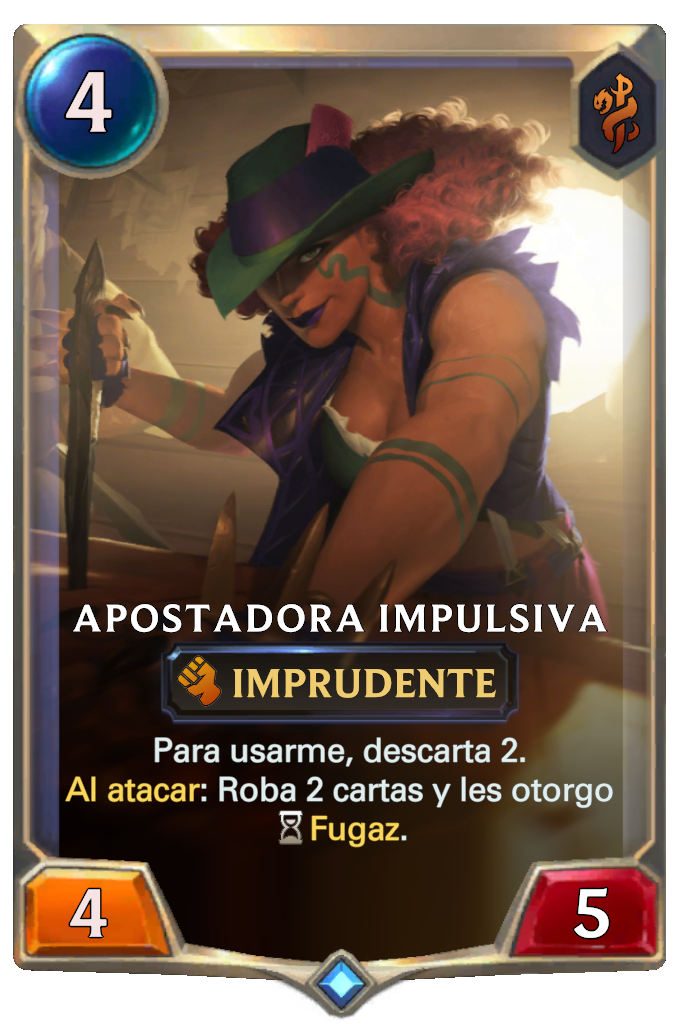 4
APOSTADORA IMPULSIVA
IMPRUDENTE
Para usarme, descarta 2.
Al atacar: Roba 2 cartas y les otorgo
Fugaz.
4
5